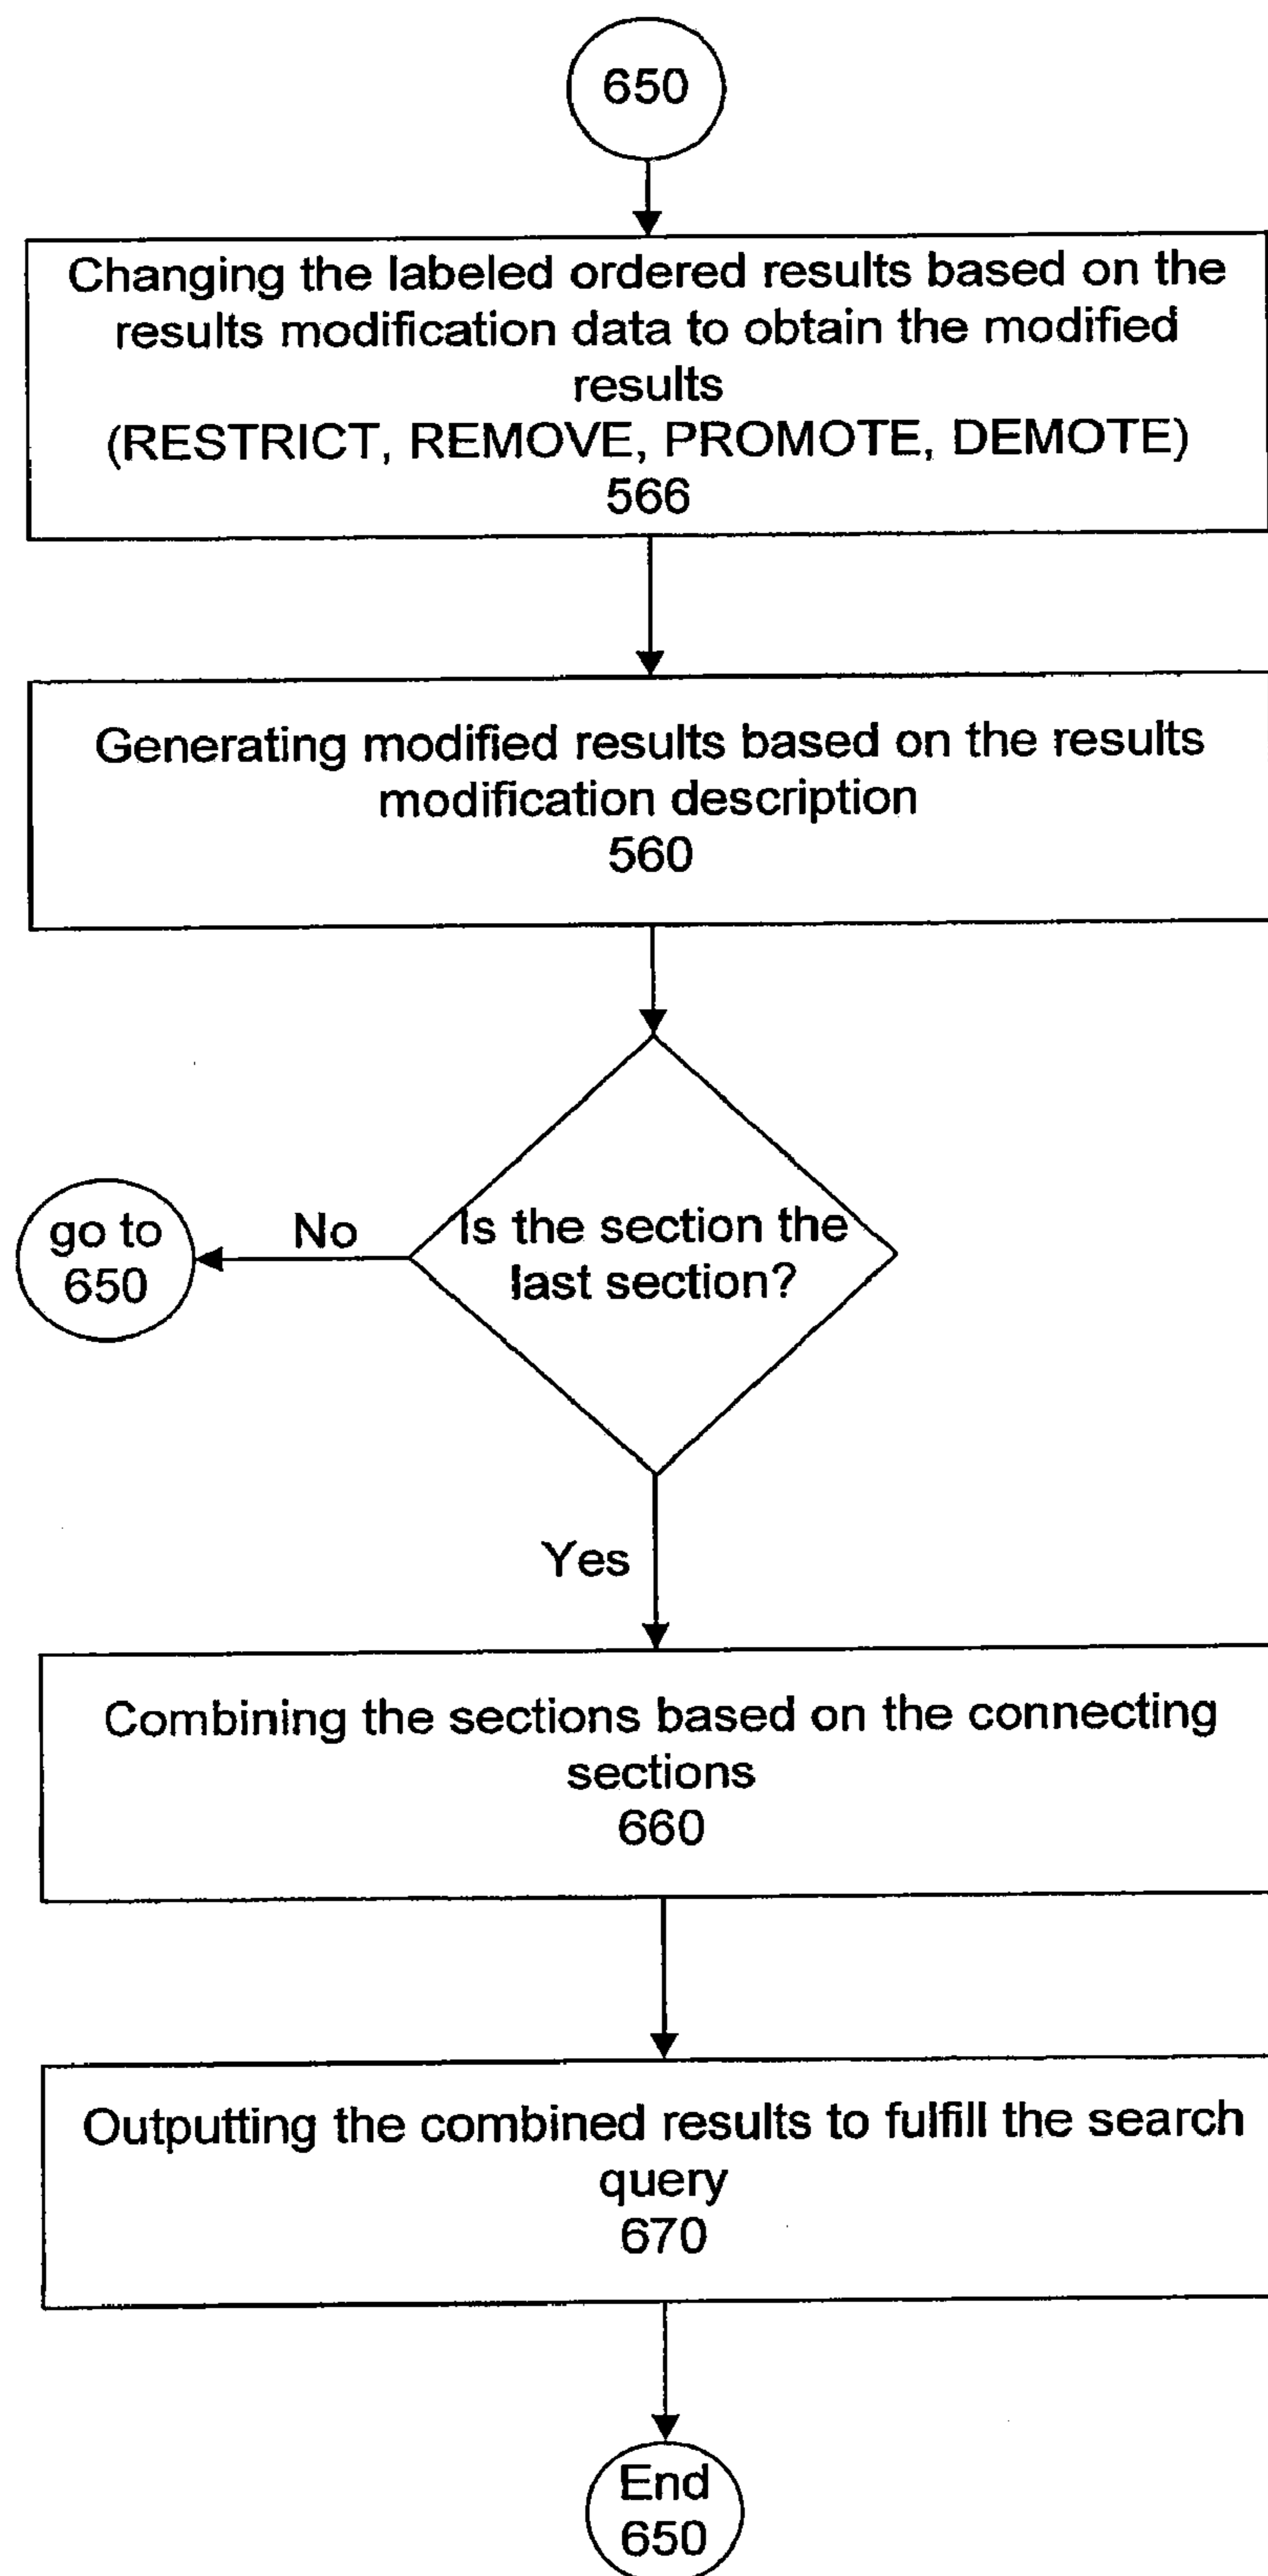 650
Changing the labeled ordered results based on the
results modification data to obtain the modified
results
(RESTRICT, REMOVE, PROMOTE, DEMOTE)
566
Generating modified results based on the results
modification description
560
Is the section the
last section?
No
go to
650
Yes
Combining the sections based on the connecting
sections
660
Outputting the combined results to fulfill the search
query
670
End
650